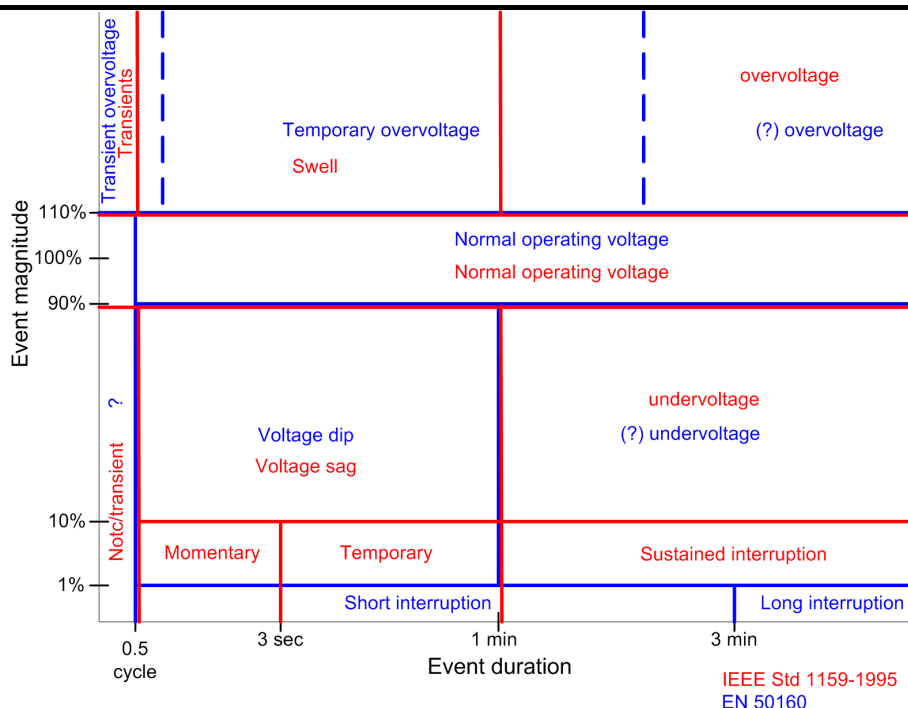 Transient overvoltage
Transients
overvoltage
Temporary overvoltage
(?) overvoltage
Swell
Event magnitude
110%
100%
90%
Normal operating voltage
Normal operating voltage
?
Notc/transient
undervoltage
(?) undervoltage
Voltage dip
Voltage sag
10%
Momentary
Temporary
Sustained interruption
1%
Short interruption
Long interruption
0.5
cycle
3 sec
1 min
3 min
Event duration
IEEE Std 1159-1995
EN 50160